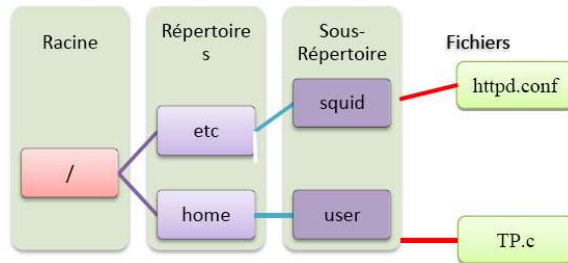 Racine
Répertoire
s
Sous-
Répertoire
Fichiers
httpd.conf
squid
etc
/
home
user
TP.c